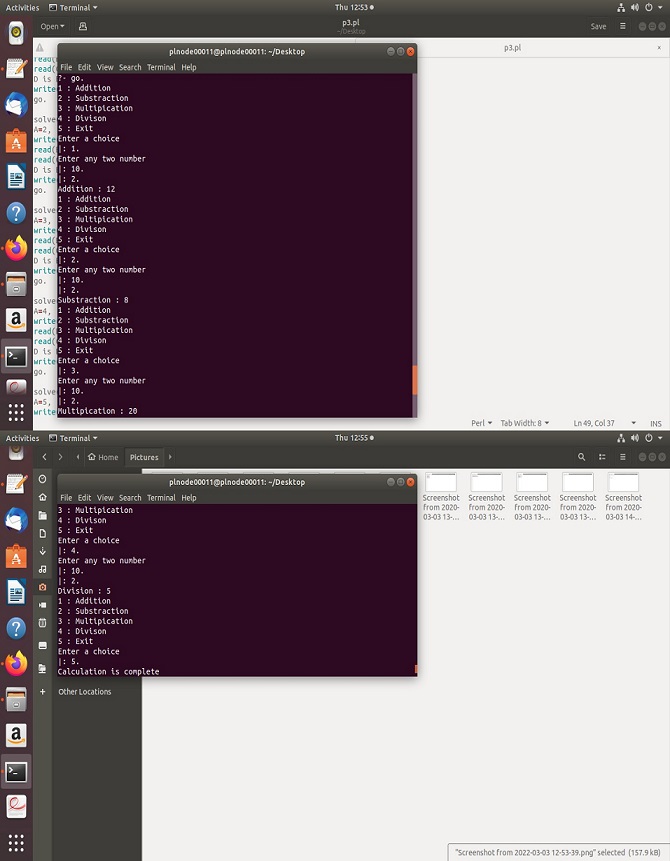 Activities Terminal Thu 12:53
Open p3.pl ~/Desktop Save
p3.pl
plnode00011@plnode00011: ~/Desktop
File Edit View Search Terminal Help
?- go.
1 : Addition
2 : Substraction
3 : Multipication
4 : Divison
5 : Exit
Enter a choice
|: 1.
Enter any two number
|: 10.
|: 2.
Addition : 12
1 : Addition
2 : Substraction
3 : Multipication
4 : Divison
5 : Exit
Enter a choice
|: 2.
Enter any two number
|: 10.
|: 2.
Substraction : 8
1 : Addition
2 : Substraction
3 : Multipication
4 : Divison
5 : Exit
Enter a choice
|: 3.
Enter any two number
|: 10.
|: 2.
Multipication : 20
read(
read(
D is
write
go.
solve
A=2,
write
read(
read(
D is
write
go.
solve
A=3,
write
read(
read(
D is
write
go.
solve
A=4,
write
read(
read(
D is
write
go.
solve
A=5,
write
Perl Tab Width: 8 Ln 49, Col 37 INS
Activities Terminal Thu 12:55
Home Pictures
plnode00011@plnode00011: ~/Desktop
File Edit View Search Terminal Help
3 : Multipication
4 : Divison
5 : Exit
Enter a choice
|: 4.
Enter any two number
|: 10.
|: 2.
Division : 5
1 : Addition
2 : Substraction
3 : Multipication
4 : Divison
5 : Exit
Enter a choice
|: 5.
Calculation is complete
Screenshot Screenshot Screenshot Screenshot Screenshot
from 2020- from 2020- from 2020- from 2020- from 2020-
03-03 13-... 03-03 13-... 03-03 13-... 03-03 13-... 03-03 14-...
Other Locations
"Screenshot from 2022-03-03 12-53-39.png" selected (157.9 kB)